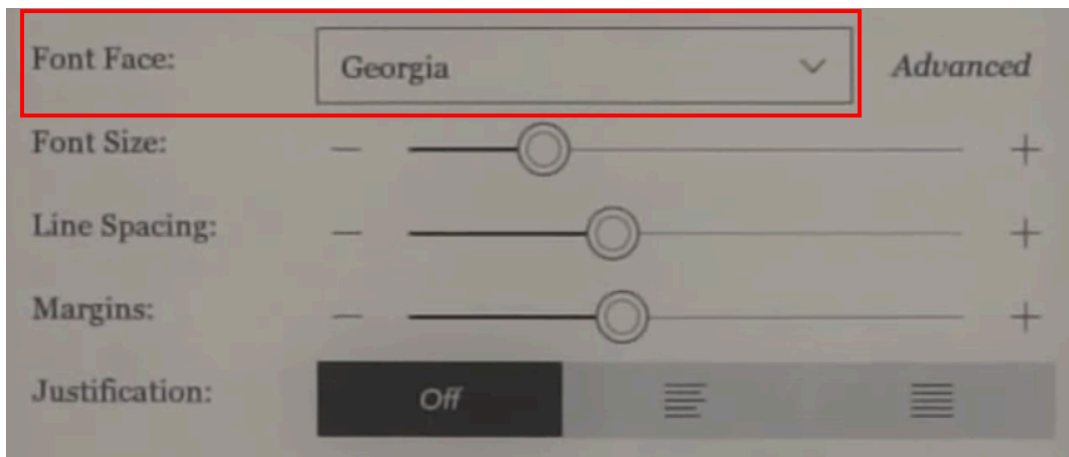 Font Face: Georgia Advanced
Font Size: − +
Line Spacing: − +
Margins: − +
Justification: Off